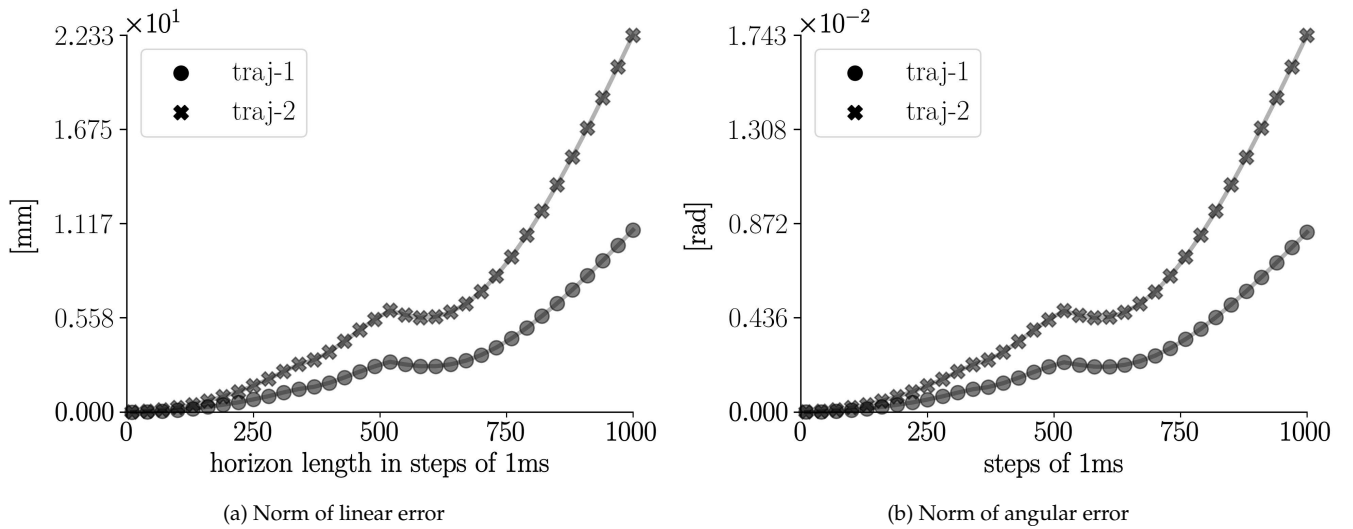 ×10¹
2.233
1.675
1.117
0.558
0.000
[mm]
traj-1
traj-2
0 250 500 750 1000
horizon length in steps of 1ms
(a) Norm of linear error
×10⁻²
1.743
1.308
0.872
0.436
0.000
[rad]
traj-1
traj-2
0 250 500 750 1000
steps of 1ms
(b) Norm of angular error